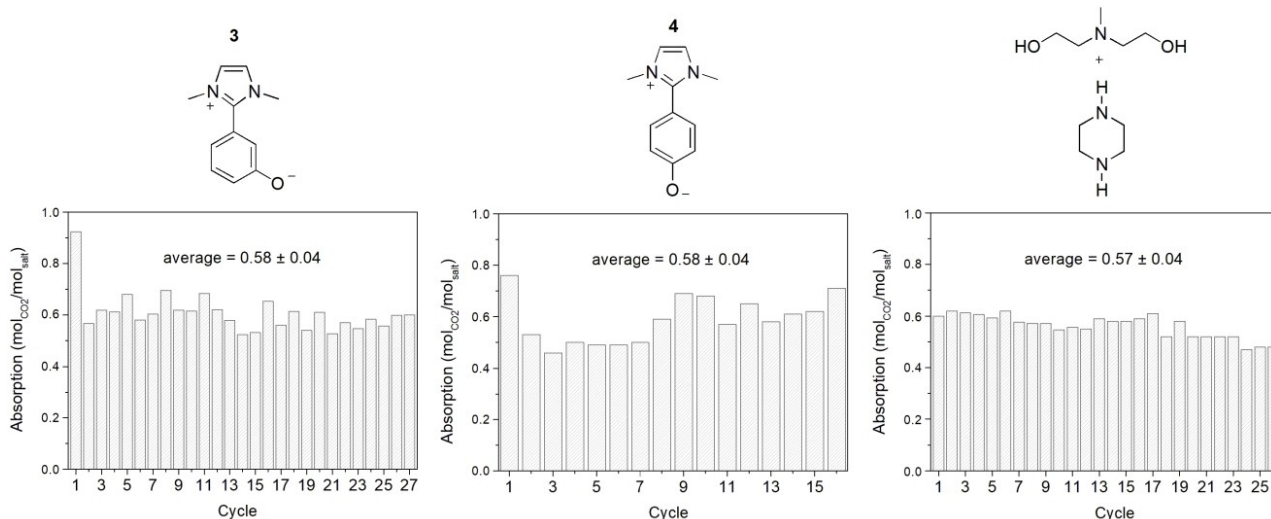 3
N
N
+
O
−
Absorption (mol_CO2/mol_salt)
1.0
0.8
0.6
0.4
0.2
0.0
average = 0.58 ± 0.04
1 3 5 7 9 11 13 15 17 19 21 23 25 27
Cycle
4
N
N
+
O
−
Absorption (mol_CO2/mol_salt)
1.0
0.8
0.6
0.4
0.2
0.0
average = 0.58 ± 0.04
1 3 5 7 9 11 13 15
Cycle
HO N OH
+
H
N
N
H
Absorption (mol_CO2/mol_salt)
1.0
0.8
0.6
0.4
0.2
0.0
average = 0.57 ± 0.04
1 3 5 7 9 11 13 15 17 19 21 23 25
Cycle